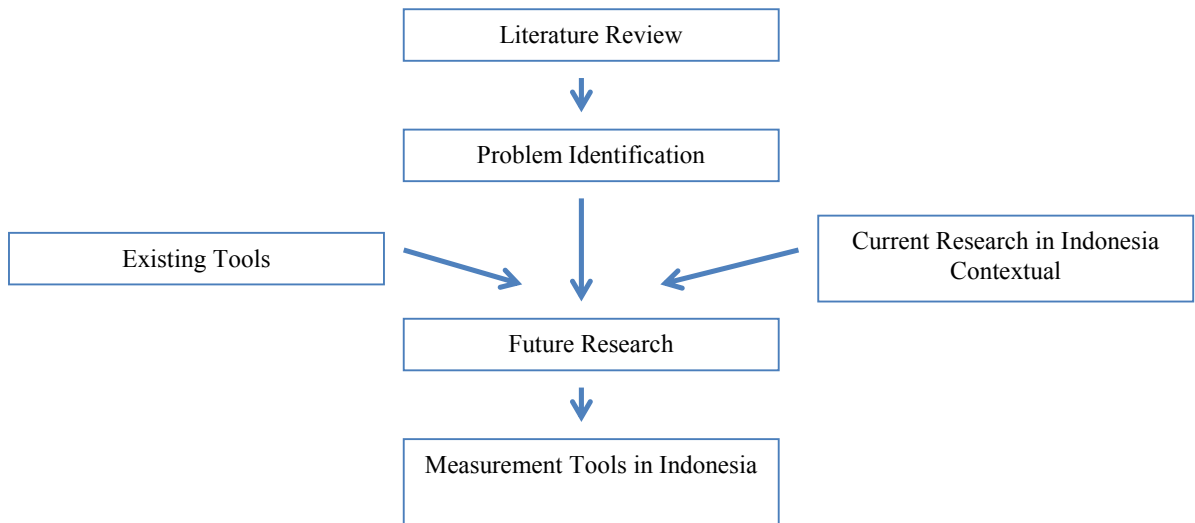 Literature Review
Problem Identification
Existing Tools
Current Research in Indonesia
Contextual
Future Research
Measurement Tools in Indonesia